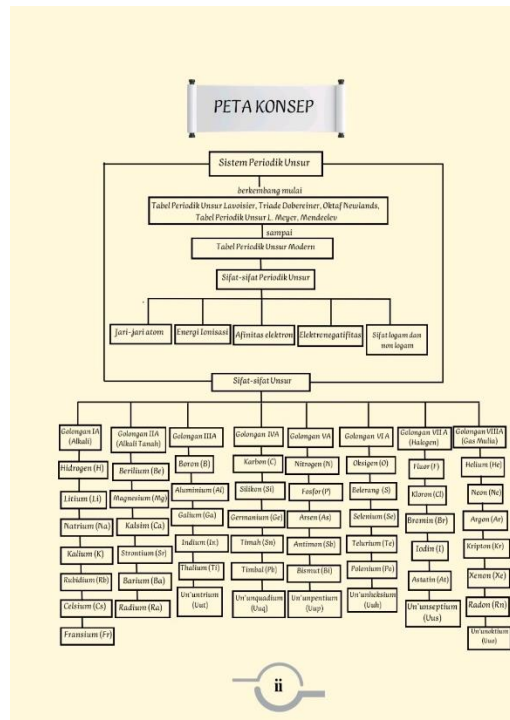 PETA KONSEP
Sistem Periodik Unsur
berkembang mulai
Tabel Periodik Unsur Lavoisier, Triade Dobereiner, Oktaf Newlands,
Tabel Periodik Unsur L. Meyer, Mendeelev
sampai
Tabel Periodik Unsur Modern
Sifat-sifat Periodik Unsur
Jari-jari atom
Energi Ionisasi
Afinitas elektron
Elektronegatifitas
Sifat logam dan
non logam
Sifat-sifat Unsur
Golongan IA
(Alkali)
Hidrogen (H)
Litium (Li)
Natrium (Na)
Kalium (K)
Rubidium (Rb)
Celsium (Cs)
Fransium (Fr)
Golongan IIA
(Alkali Tanah)
Berilium (Be)
Magnesium (Mg)
Kalsim (Ca)
Strontium (Sr)
Barium (Ba)
Radium (Ra)
Golongan IIIA
Boron (B)
Aluminium (Al)
Galium (Ga)
Indium (In)
Thalium (Ti)
Un'untrium
(Uut)
Golongan IVA
Karbon (C)
Silikon (Si)
Germanium (Ge)
Timah (Sn)
Timbal (Pb)
Un'unquadium
(Uuq)
Golongan VA
Nitrogen (N)
Fosfor (P)
Arsen (As)
Antimon (Sb)
Bismut (Bi)
Un'unpentium
(Uup)
Golongan VI A
Oksigen (O)
Belerang (S)
Selenium (Se)
Telurium (Te)
Polonium (Po)
Un'unheksium
(Uuh)
Golongan VII A
(Halogen)
Fluor (F)
Kloron (Cl)
Bromin (Br)
Iodin (I)
Astatin (At)
Un'unseptium
(Uus)
Golongan VIIIA
(Gas Mulia)
Helium (He)
Neon (Ne)
Argon (Ar)
Kripton (Kr)
Xenon (Xe)
Radon (Rn)
Un'unoktium
(Uuo)
ii